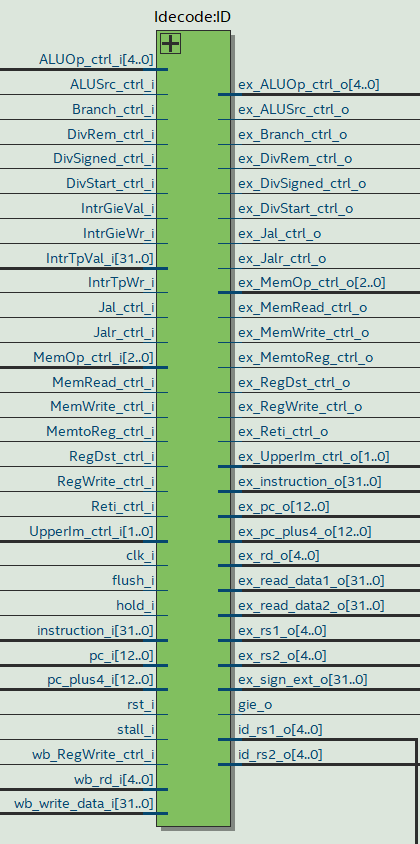 Idecode:ID
ALUOp_ctrl_i[4..0]
ALUSrc_ctrl_i
Branch_ctrl_i
DivRem_ctrl_i
DivSigned_ctrl_i
DivStart_ctrl_i
IntrGieVal_i
IntrGieWr_i
IntrTpVal_i[31..0]
IntrTpWr_i
Jal_ctrl_i
Jalr_ctrl_i
MemOp_ctrl_i[2..0]
MemRead_ctrl_i
MemWrite_ctrl_i
MemtoReg_ctrl_i
RegDst_ctrl_i
RegWrite_ctrl_i
Reti_ctrl_i
UpperIm_ctrl_i[1..0]
clk_i
flush_i
hold_i
instruction_i[31..0]
pc_i[12..0]
pc_plus4_i[12..0]
rst_i
stall_i
wb_RegWrite_ctrl_i
wb_rd_i[4..0]
wb_write_data_i[31..0]
ex_ALUOp_ctrl_o[4..0]
ex_ALUSrc_ctrl_o
ex_Branch_ctrl_o
ex_DivRem_ctrl_o
ex_DivSigned_ctrl_o
ex_DivStart_ctrl_o
ex_Jal_ctrl_o
ex_Jalr_ctrl_o
ex_MemOp_ctrl_o[2..0]
ex_MemRead_ctrl_o
ex_MemWrite_ctrl_o
ex_MemtoReg_ctrl_o
ex_RegDst_ctrl_o
ex_RegWrite_ctrl_o
ex_Reti_ctrl_o
ex_UpperIm_ctrl_o[1..0]
ex_instruction_o[31..0]
ex_pc_o[12..0]
ex_pc_plus4_o[12..0]
ex_rd_o[4..0]
ex_read_data1_o[31..0]
ex_read_data2_o[31..0]
ex_rs1_o[4..0]
ex_rs2_o[4..0]
ex_sign_ext_o[31..0]
gie_o
id_rs1_o[4..0]
id_rs2_o[4..0]